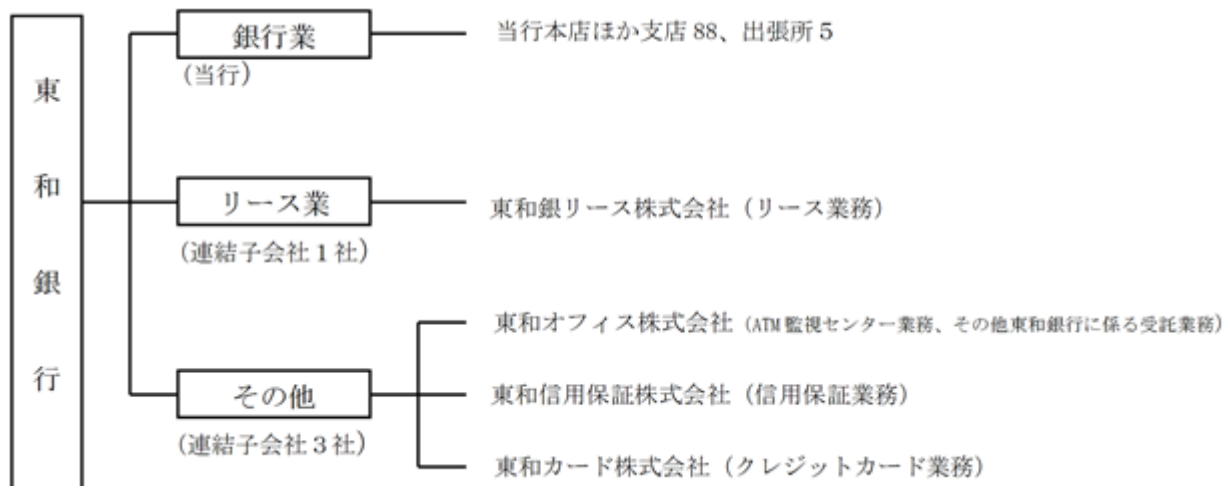 東和銀行
銀行業
当行本店ほか支店 88、出張所 5
(当行)
リース業
東和銀リース株式会社（リース業務）
(連結子会社 1 社)
東和オフィス株式会社（ATM 監視センター業務、その他東和銀行に係る受託業務）
その他
東和信用保証株式会社（信用保証業務）
(連結子会社 3 社)
東和カード株式会社（クレジットカード業務）